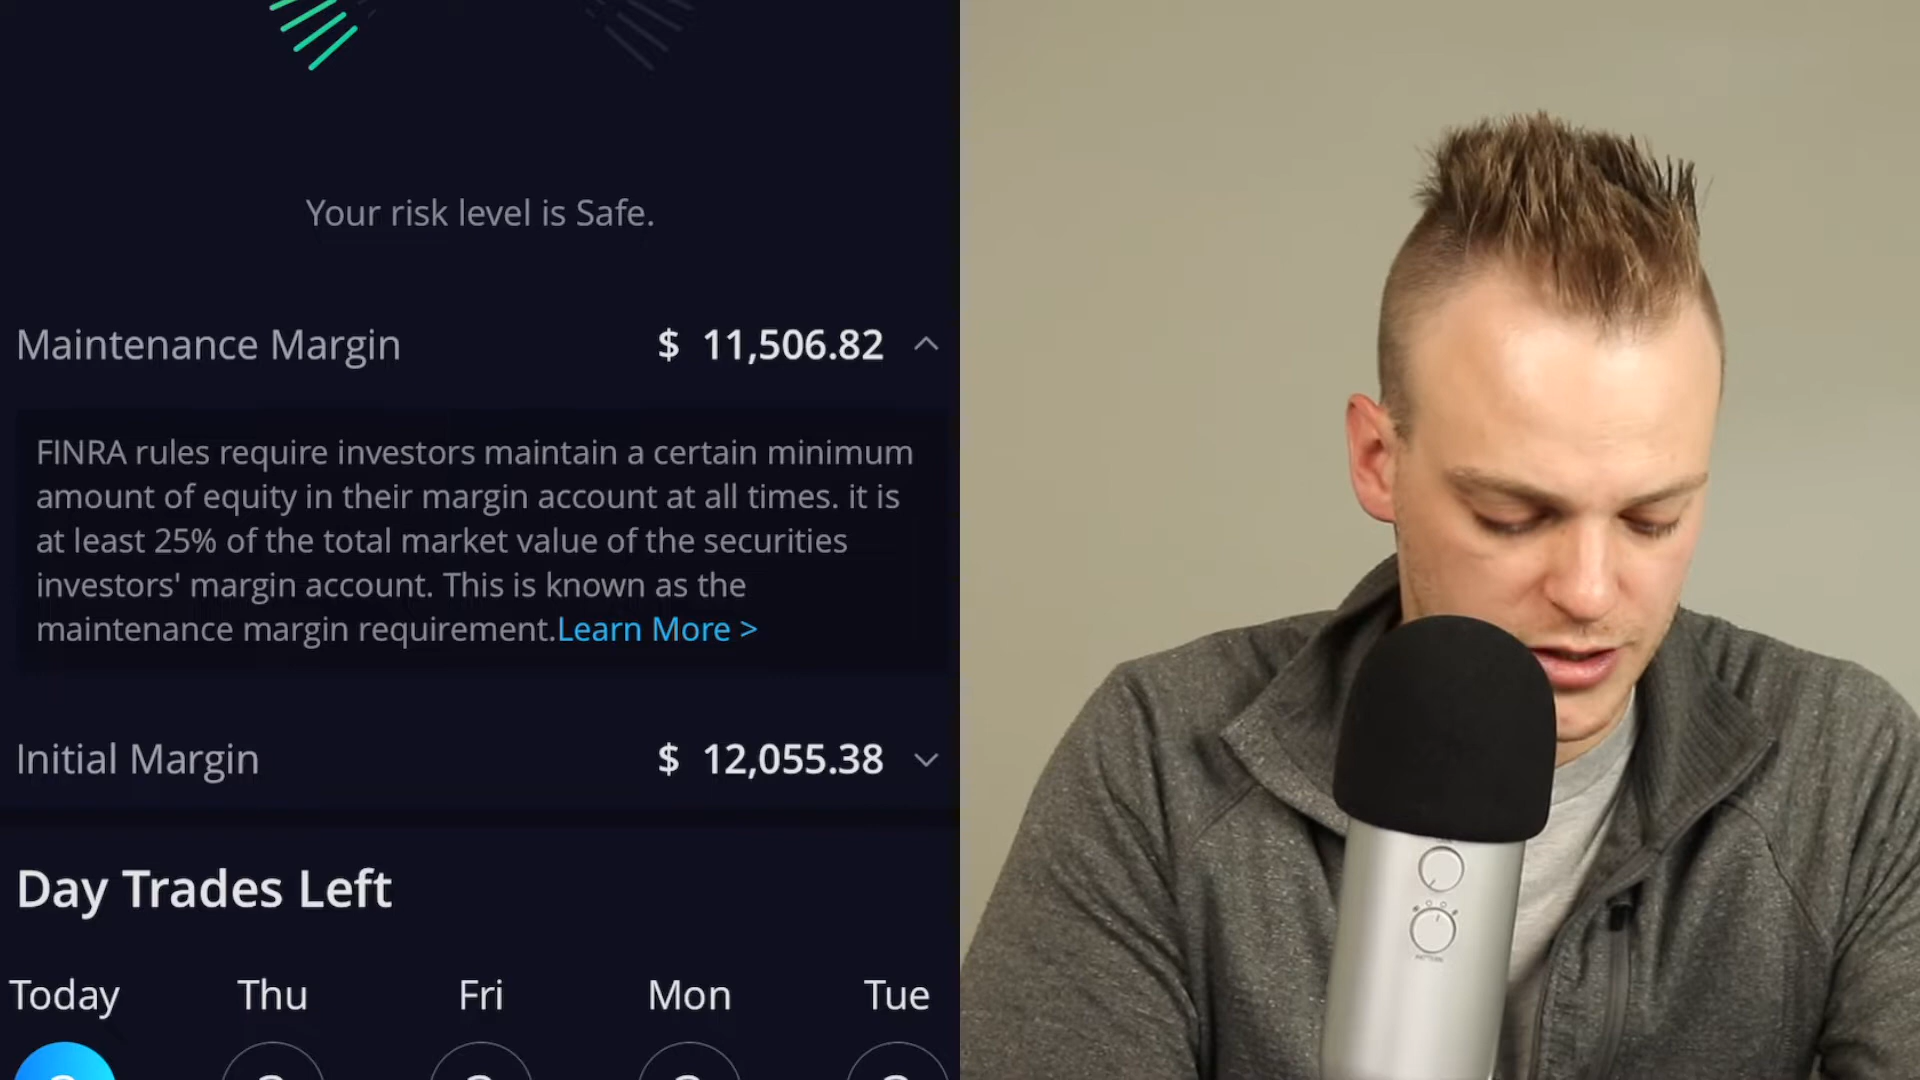 Your risk level is Safe.
Maintenance Margin $ 11,506.82
FINRA rules require investors maintain a certain minimum
amount of equity in their margin account at all times. it is
at least 25% of the total market value of the securities
investors' margin account. This is known as the
maintenance margin requirement.Learn More >
Initial Margin $ 12,055.38
Day Trades Left
Today Thu Fri Mon Tue